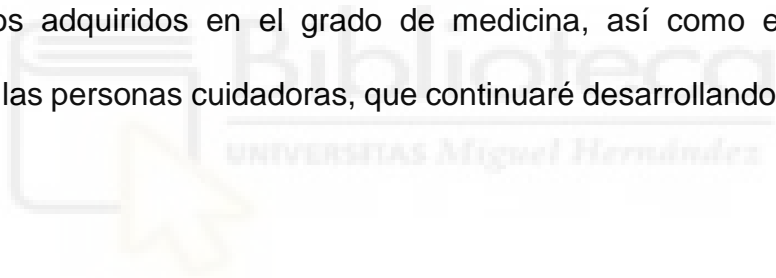 os adquiridos en el grado de medicina, así como e
las personas cuidadoras, que continuaré desarrollando
Biblioteca
UNIVERSITAS Miguel Hernández